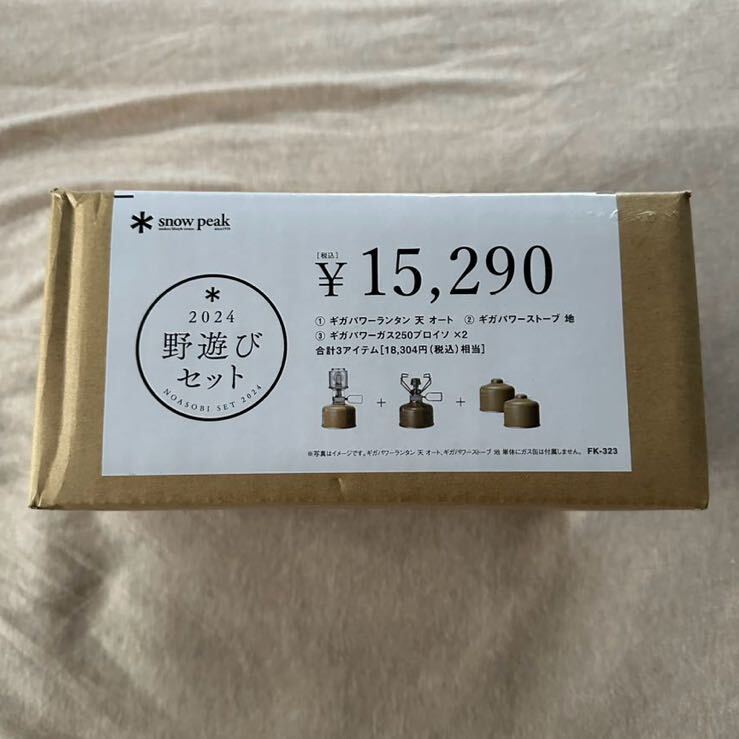 snow peak
2024
野遊び
セット
NOASOBI SET 2024
[税込]
¥ 15,290
① ギガパワーランタン 天 オート ② ギガパワーストーブ 地
③ ギガパワーガス250プロイソ ×2
合計3アイテム[18,304円(税込)相当]
+ +
※写真はイメージです。ギガパワーランタン 天 オート、ギガパワーストーブ 地 単体にガス缶は付属しません。 FK-323